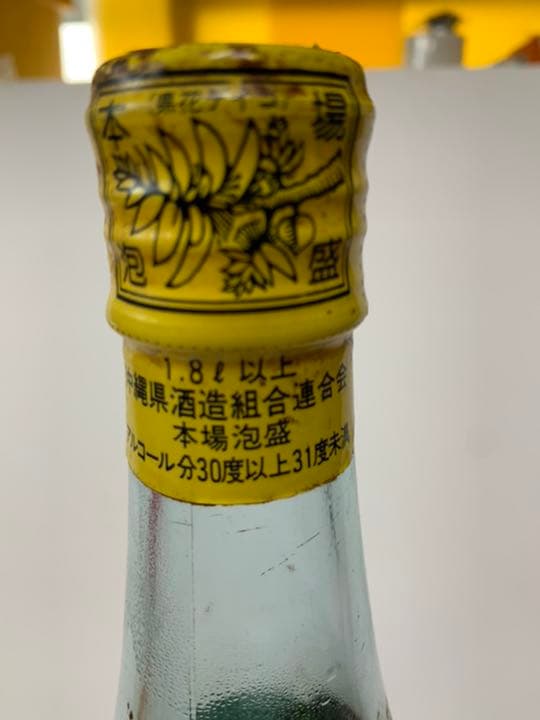 本 県花デイゴ 場
泡 盛
1.8ℓ以上
沖縄県酒造組合連合会
本場泡盛
アルコール分30度以上31度未満